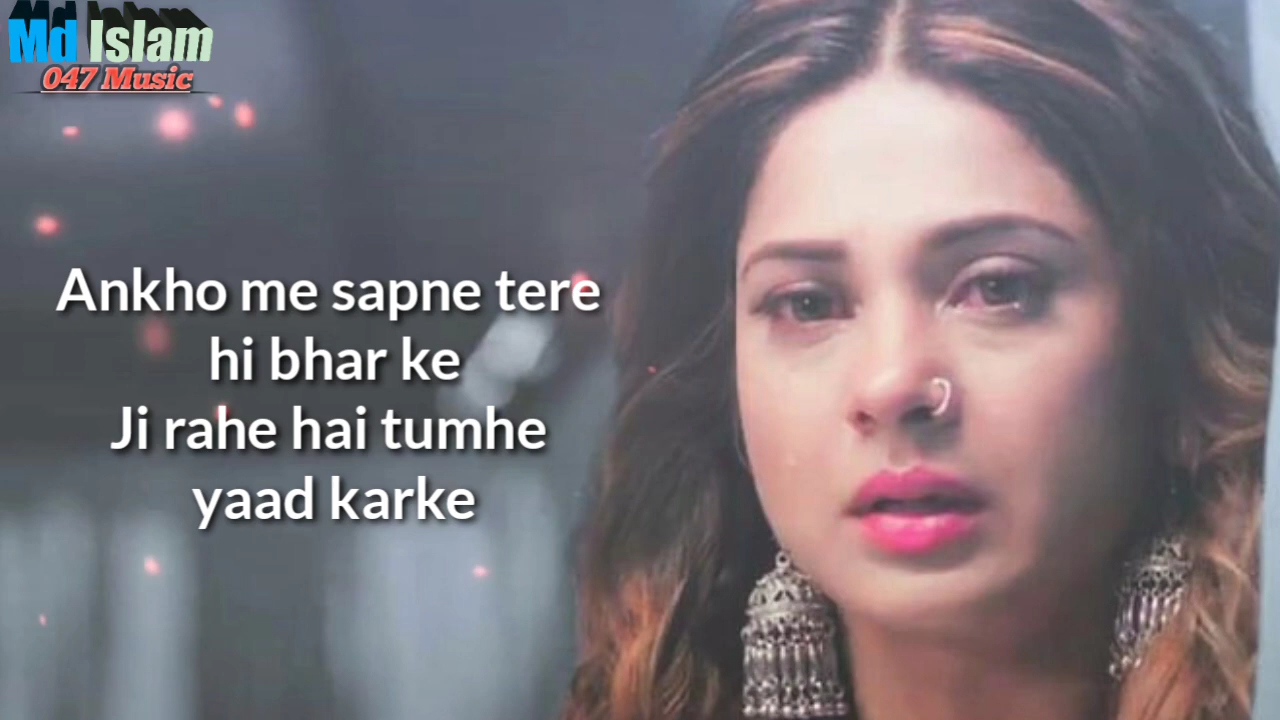 Md Islam
047 Music
Ankho me sapne tere
hi bhar ke
Ji rahe hai tumhe
yaad karke